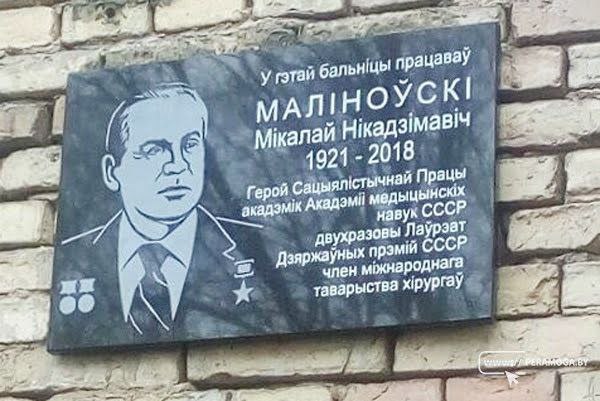 У гэтай бальніцы працаваў
МАЛІНОЎСКІ
Мікалай Нікадзімавіч
1921 - 2018
Герой Сацыялістычнай Працы
акадэмік Акадэміі медыцынскіх
навук СССР
двухразовы Лаўрэат
Дзяржаўных прэмій СССР
член міжнароднага
таварыства хірургаў
www// PERAMOGA.BY